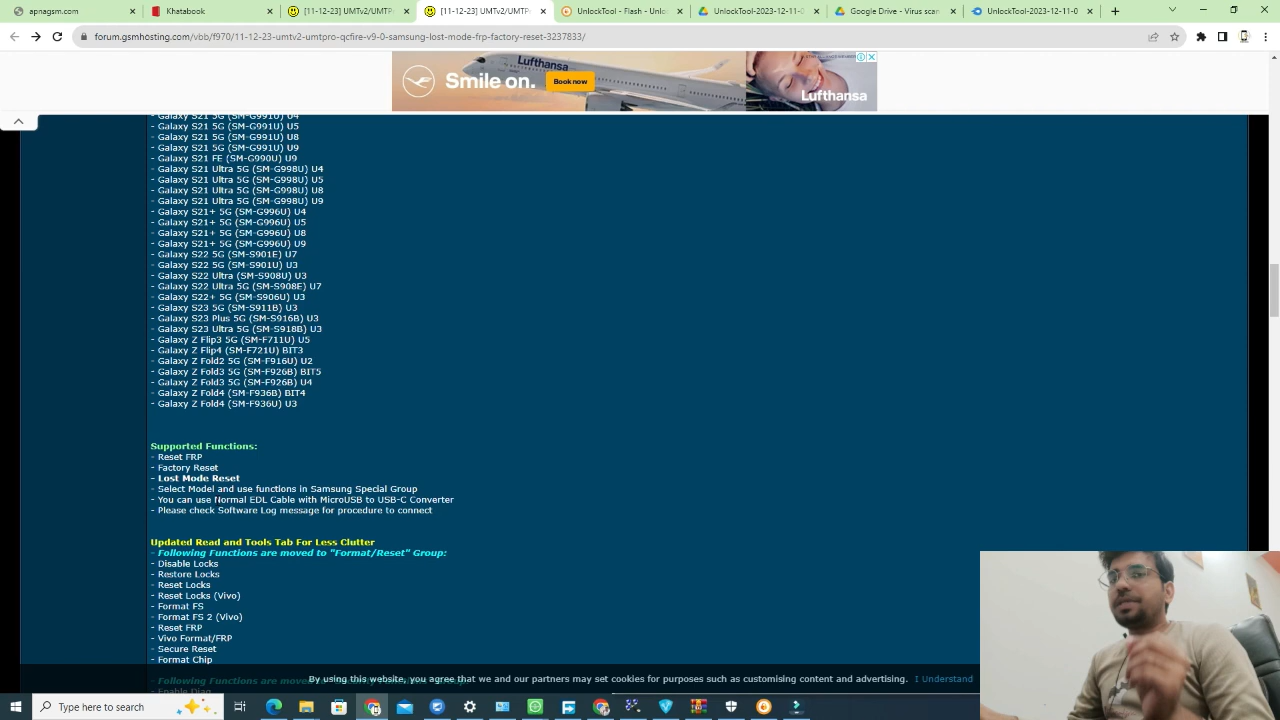 apnagsm.com
Khatabook
[11-12-23] UMTv2/UMTPr
[11-12-23] UMTv2/UMTPr
UnlockTool - Flash - Unloc
UnlockTool-2023-12-11-0
Google Drive - Virus scan
UnlockTool-2023-12-11-0
forum.gsmhosting.com/vbb/f970/11-12-23-umtv2-umtpro-qcfire-v9-0-samsung-lost-mode-frp-factory-reset-3237833/
Lufthansa
Smile on.
Book now
Lufthansa
- Galaxy S21 5G (SM-G991U) U4
- Galaxy S21 5G (SM-G991U) U5
- Galaxy S21 5G (SM-G991U) U8
- Galaxy S21 5G (SM-G991U) U9
- Galaxy S21 FE (SM-G990U) U9
- Galaxy S21 Ultra 5G (SM-G998U) U4
- Galaxy S21 Ultra 5G (SM-G998U) U5
- Galaxy S21 Ultra 5G (SM-G998U) U8
- Galaxy S21 Ultra 5G (SM-G998U) U9
- Galaxy S21+ 5G (SM-G996U) U4
- Galaxy S21+ 5G (SM-G996U) U5
- Galaxy S21+ 5G (SM-G996U) U8
- Galaxy S21+ 5G (SM-G996U) U9
- Galaxy S22 5G (SM-S901E) U7
- Galaxy S22 5G (SM-S901U) U3
- Galaxy S22 Ultra (SM-S908U) U3
- Galaxy S22 Ultra 5G (SM-S908E) U7
- Galaxy S22+ 5G (SM-S906U) U3
- Galaxy S23 5G (SM-S911B) U3
- Galaxy S23 Plus 5G (SM-S916B) U3
- Galaxy S23 Ultra 5G (SM-S918B) U3
- Galaxy Z Flip3 5G (SM-F711U) U5
- Galaxy Z Flip4 (SM-F721U) BIT3
- Galaxy Z Fold2 5G (SM-F916U) U2
- Galaxy Z Fold3 5G (SM-F926B) BIT5
- Galaxy Z Fold3 5G (SM-F926B) U4
- Galaxy Z Fold4 (SM-F936B) BIT4
- Galaxy Z Fold4 (SM-F936U) U3
Supported Functions:
- Reset FRP
- Factory Reset
- Lost Mode Reset
- Select Model and use functions in Samsung Special Group
- You can use Normal EDL Cable with MicroUSB to USB-C Converter
- Please check Software Log message for procedure to connect
Updated Read and Tools Tab For Less Clutter
- Following Functions are moved to "Format/Reset" Group:
- Disable Locks
- Restore Locks
- Reset Locks
- Reset Locks (Vivo)
- Format FS
- Format FS 2 (Vivo)
- Reset FRP
- Vivo Format/FRP
- Secure Reset
- Format Chip
- Following Functions are moved
By using this website, you agree that we and our partners may set cookies for purposes such as customising content and advertising. I Understand
- Enable Diag
Type here to search